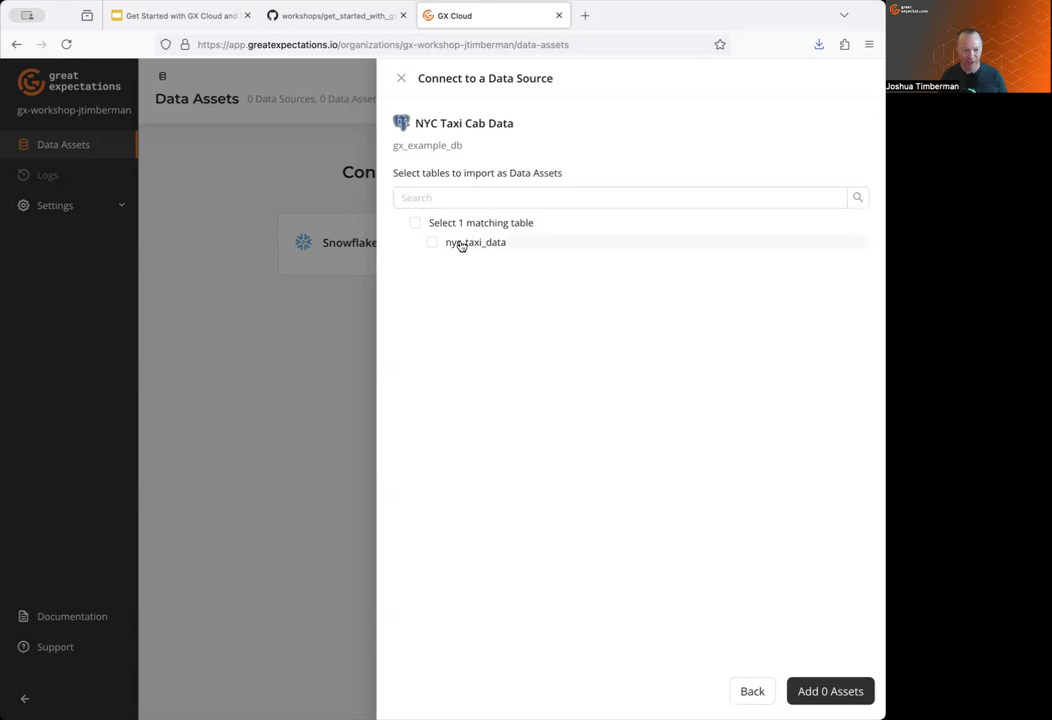 Get Started with GX Cloud and
workshops/get_started_with_g
GX Cloud
https://app.greatexpectations.io/organizations/gx-workshop-jtimberman/data-assets
great
expectations
gx-workshop-jtimberman
Data Assets
Logs
Settings
Documentation
Support
Data Assets
0 Data Sources, 0 Data Asset
Con
Snowflake
Connect to a Data Source
NYC Taxi Cab Data
gx_example_db
Select tables to import as Data Assets
Search
Select 1 matching table
nyc_taxi_data
Back
Add 0 Assets
Joshua Timberman